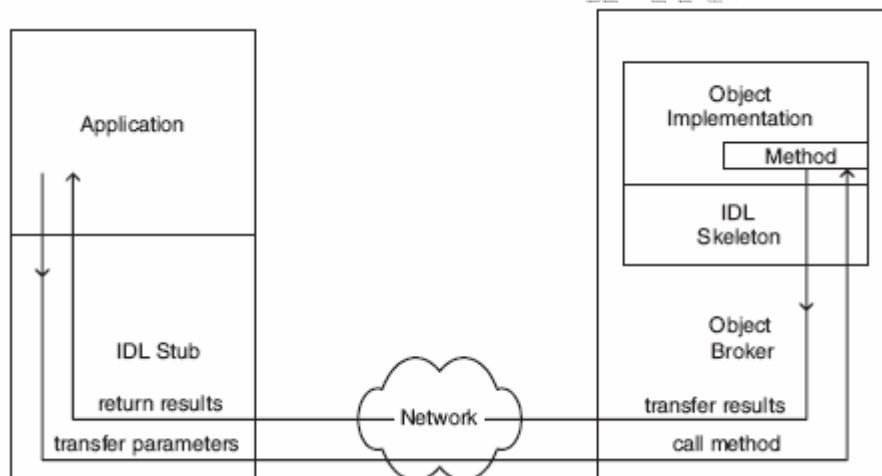 Application
IDL Stub
return results
transfer parameters
Network
Object
Implementation
Method
IDL
Skeleton
Object
Broker
transfer results
call method